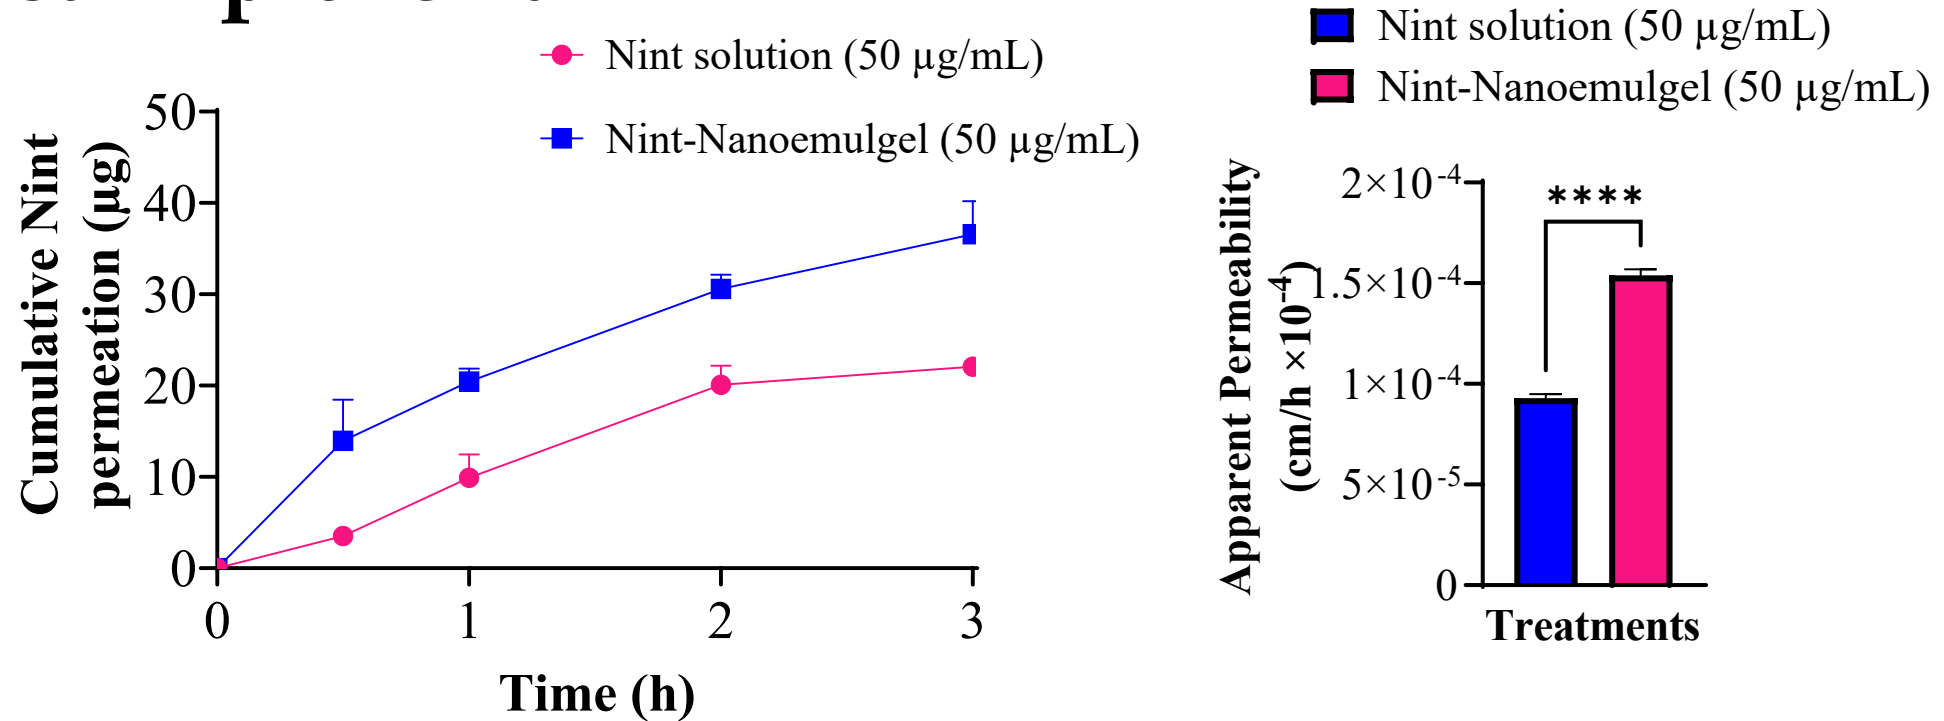 Nint solution (50 µg/mL)
Nint-Nanoemulgel (50 µg/mL)
Cumulative Nint
permeation (µg)
50
40
30
20
10
0
0 1 2 3
Time (h)
Nint solution (50 µg/mL)
Nint-Nanoemulgel (50 µg/mL)
Apparent Permeability
(cm/h ×10⁻⁴)
2×10⁻⁴
1.5×10⁻⁴
1×10⁻⁴
5×10⁻⁵
0
****
Treatments